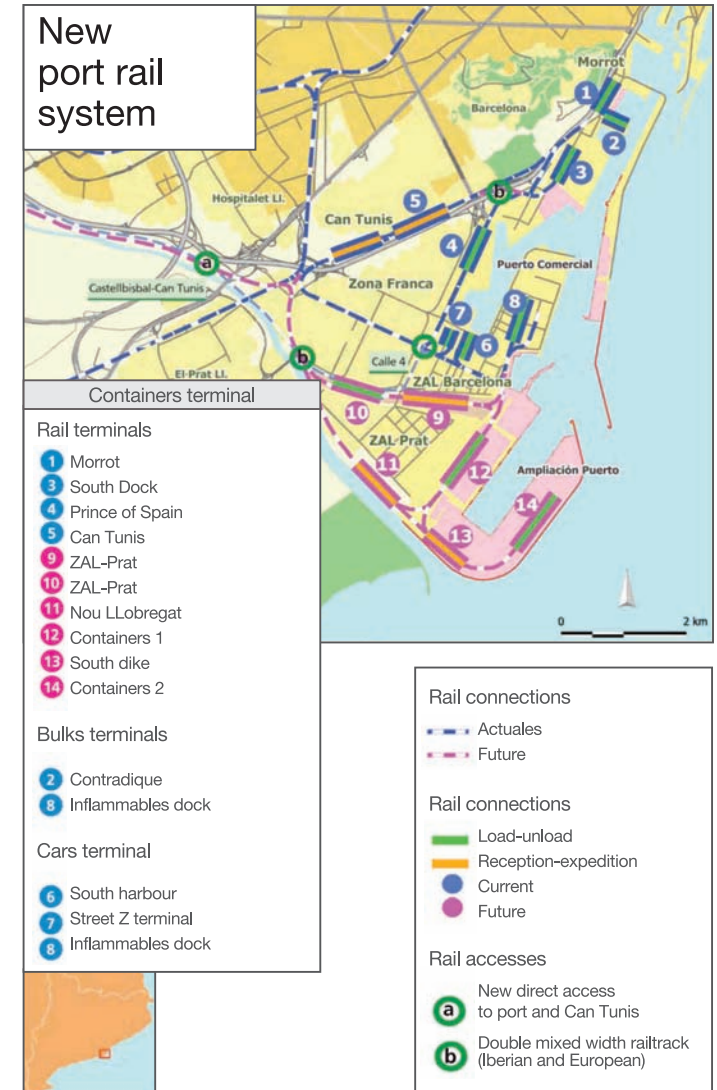 New
port rail
system
Morrot
1
Barcelona
2
3
Hospitalet Ll.
5
Can Tunis
b
4
a
Puerto Comercial
Castellbisbal-Can Tunis
Zona Franca
8
7
6
b
Calle 4
El Prat Ll.
ZAL Barcelona
10
9
ZAL Prat
11
12
Ampliación Puerto
14
13
0 2 km
Containers terminal
Rail terminals
1 Morrot
3 South Dock
4 Prince of Spain
5 Can Tunis
9 ZAL-Prat
10 ZAL-Prat
11 Nou LLobregat
12 Containers 1
13 South dike
14 Containers 2
Bulks terminals
2 Contradique
8 Inflammables dock
Cars terminal
6 South harbour
7 Street Z terminal
8 Inflammables dock
Rail connections
Actuales
Future
Rail connections
Load-unload
Reception-expedition
Current
Future
Rail accesses
a New direct access
to port and Can Tunis
b Double mixed width railtrack
(Iberian and European)